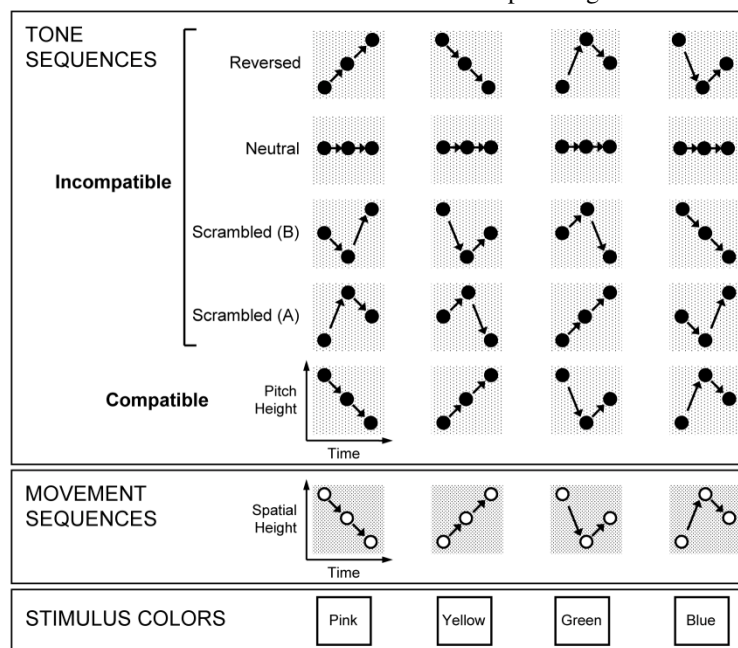 TONE
SEQUENCES
Reversed
Neutral
Incompatible
Scrambled (B)
Scrambled (A)
Compatible
Pitch
Height
Time
MOVEMENT
SEQUENCES
Spatial
Height
Time
STIMULUS COLORS
Pink
Yellow
Green
Blue